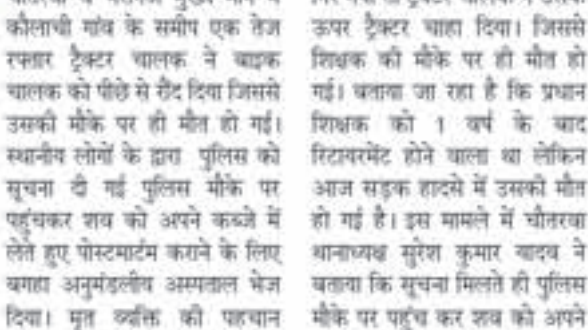 कौलाची गांव के समीप एक तेज
रफ्तार ट्रैक्टर चालक ने बाइक
चालक को पीछे से रौंद दिया जिससे
उसकी मौके पर ही मौत हो गई।
स्थानीय लोगों के द्वारा पुलिस को
सूचना दी गई पुलिस मौके पर
पहुंचकर शव को अपने कब्जे में
लेते हुए पोस्टमार्टम कराने के लिए
बगहा अनुमंडलीय अस्पताल भेज
दिया। मृत व्यक्ति की पहचान
ऊपर ट्रैक्टर चाहा दिया। जिससे
शिक्षक की मौके पर ही मौत हो
गई। बताया जा रहा है कि प्रधान
शिक्षक को 1 वर्ष के बाद
रिटायरमेंट होने वाला था लेकिन
आज सड़क हादसे में उसकी मौत
हो गई है। इस मामले में चौतरवा
थानाध्यक्ष सुरेश कुमार यादव ने
बताया कि सूचना मिलते ही पुलिस
मौके पर पहुंच कर शव को अपने